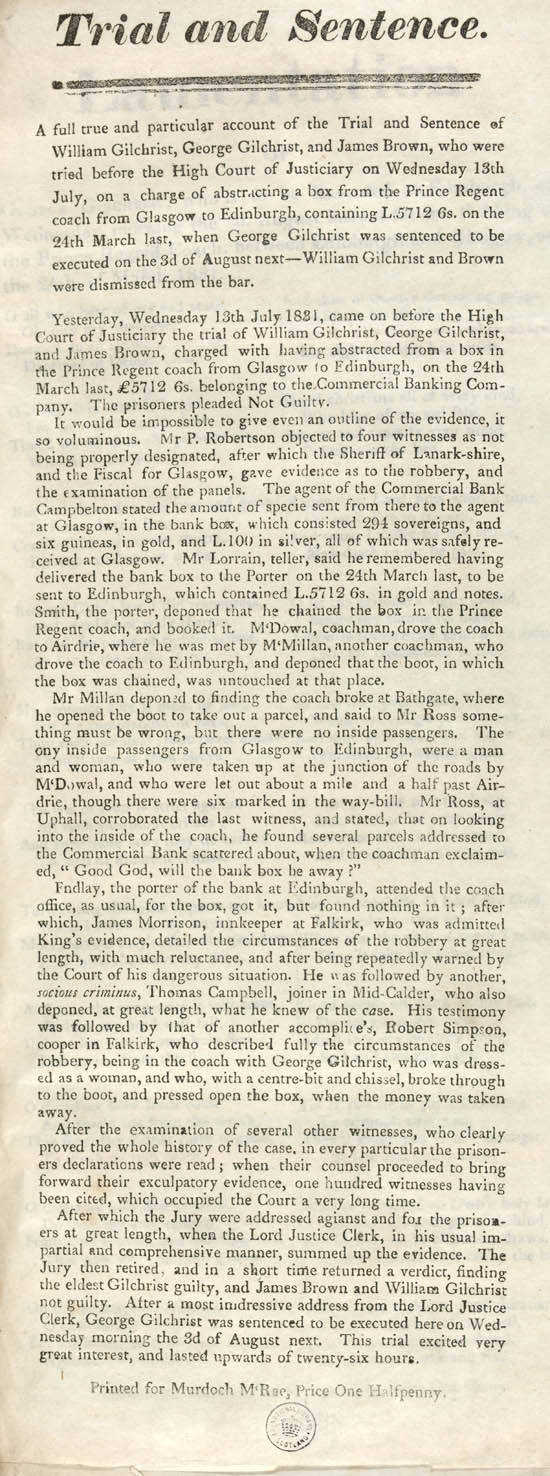 Trial and Sentence.
A full true and particular account of the Trial and Sentence of
William Gilchrist, George Gilchrist, and James Brown, who were
tried before the High Court of Justiciary on Wednesday 13th
July, on a charge of abstracting a box from the Prince Regent
coach from Glasgow to Edinburgh, containing L.5712 6s. on the
24th March last, when George Gilchrist was sentenced to be
executed on the 3d of August next—William Gilchrist and Brown
were dismissed from the bar.
Yesterday, Wednesday 13th July 1831, came on before the High
Court of Justiciary the trial of William Gilchrist, Ceorge Gilchrist,
and James Brown, charged with having abstracted from a box in
the Prince Regent coach from Glasgow to Edinburgh, on the 24th
March last, £5712 6s. belonging to the Commercial Banking Com-
pany. The prisoners pleaded Not Guilty.
It would be impossible to give even an outline of the evidence, it
so voluminous. Mr P. Robertson objected to four witnesses as not
being properly designated, after which the Sheriff of Lanark-shire,
and the Fiscal for Glasgow, gave evidence as to the robbery, and
the examination of the panels. The agent of the Commercial Bank
Campbelton stated the amount of specie sent from there to the agent
at Glasgow, in the bank box, which consisted 294 sovereigns, and
six guineas, in gold, and L.100 in silver, all of which was safely re-
ceived at Glasgow. Mr Lorrain, teller, said he remembered having
delivered the bank box to the Porter on the 24th March last, to be
sent to Edinburgh, which contained L.5712 6s. in gold and notes.
Smith, the porter, deponed that he chained the box in the Prince
Regent coach, and booked it. M'Dowal, coachman, drove the coach
to Airdrie, where he was met by M'Millan, another coachman, who
drove the coach to Edinburgh, and deponed that the boot, in which
the box was chained, was untouched at that place.
Mr Millan deponed to finding the coach broke at Bathgate, where
he opened the boot to take out a parcel, and said to Mr Ross some-
thing must be wrong, but there were no inside passengers. The
ony inside passengers from Glasgow to Edinburgh, were a man
and woman, who were taken up at the junction of the roads by
M'Dowal, and who were let out about a mile and a half past Air-
drie, though there were six marked in the way-bill. Mr Ross, at
Uphall, corroborated the last witness, and stated, that on looking
into the inside of the coach, he found several parcels addressed to
the Commercial Bank scattered about, when the coachman exclaim-
ed, " Good God, will the bank box be away ?"
Fndlay, the porter of the bank at Edinburgh, attended the coach
office, as usual, for the box, got it, but found nothing in it ; after
which, James Morrison, innkeeper at Falkirk, who was admitted
King's evidence, detailed the circumstances of the robbery at great
length, with much reluctanee, and after being repeatedly warned by
the Court of his dangerous situation. He was followed by another,
socious criminus, Thomas Campbell, joiner in Mid-Calder, who also
deponed, at great length, what he knew of the case. His testimony
was followed by that of another accomplice's, Robert Simpson,
cooper in Falkirk, who described fully the circumstances of the
robbery, being in the coach with George Gilchrist, who was dress-
ed as a woman, and who, with a centre-bit and chissel, broke through
to the boot, and pressed open the box, when the money was taken
away.
After the examination of several other witnesses, who clearly
proved the whole history of the case, in every particular the prison-
ers declarations were read ; when their counsel proceeded to bring
forward their exculpatory evidence, one hundred witnesses having
been cited, which occupied the Court a very long time.
After which the Jury were addressed agianst and for the prison-
ers at great length, when the Lord Justice Clerk, in his usual im-
partial and comprehensive manner, summed up the evidence. The
Jury then retired, and in a short time returned a verdict, finding
the eldest Gilchrist guilty, and James Brown and William Gilchrist
not guilty. After a most imdressive address from the Lord Justice
Clerk, George Gilchrist was sentenced to be executed here on Wed-
nesday morning the 3d of August next. This trial excited very
great interest, and lasted upwards of twenty-six hours.
Printed for Murdoch M'Rae, Price One Halfpenny.
SCOTLAND